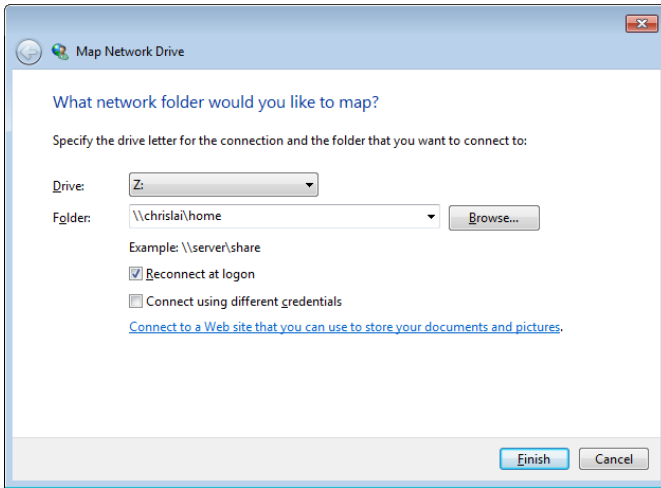 Map Network Drive
What network folder would you like to map?
Specify the drive letter for the connection and the folder that you want to connect to:
Drive: Z:
Folder: \\chrislai\home Browse...
Example: \\server\share
Reconnect at logon
Connect using different credentials
Connect to a Web site that you can use to store your documents and pictures.
Finish Cancel